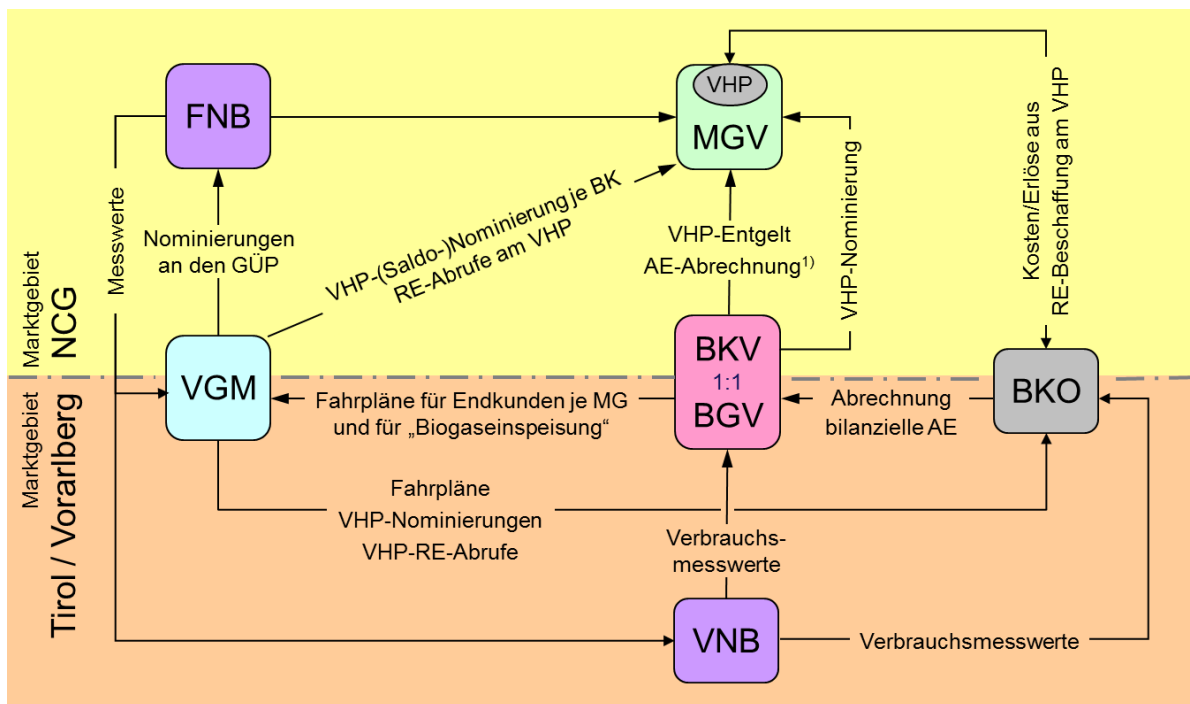 VHP
FNB
MGV
Messwerte
Nominierungen
an den GÜP
VHP-(Saldo-)Nominierung je BK
RE-Abrufe am VHP
VHP-Entgelt
AE-Abrechnung¹⁾
VHP-Nominierung
Kosten/Erlöse aus
RE-Beschaffung am VHP
Marktgebiet
NCG
VGM
BKV
1:1
BGV
BKO
Fahrpläne für Endkunden je MG
und für „Biogaseinspeisung“
Abrechnung
bilanzielle AE
Marktgebiet
Tirol / Vorarlberg
Fahrpläne
VHP-Nominierungen
VHP-RE-Abrufe
Verbrauchs-
messwerte
VNB
Verbrauchsmesswerte